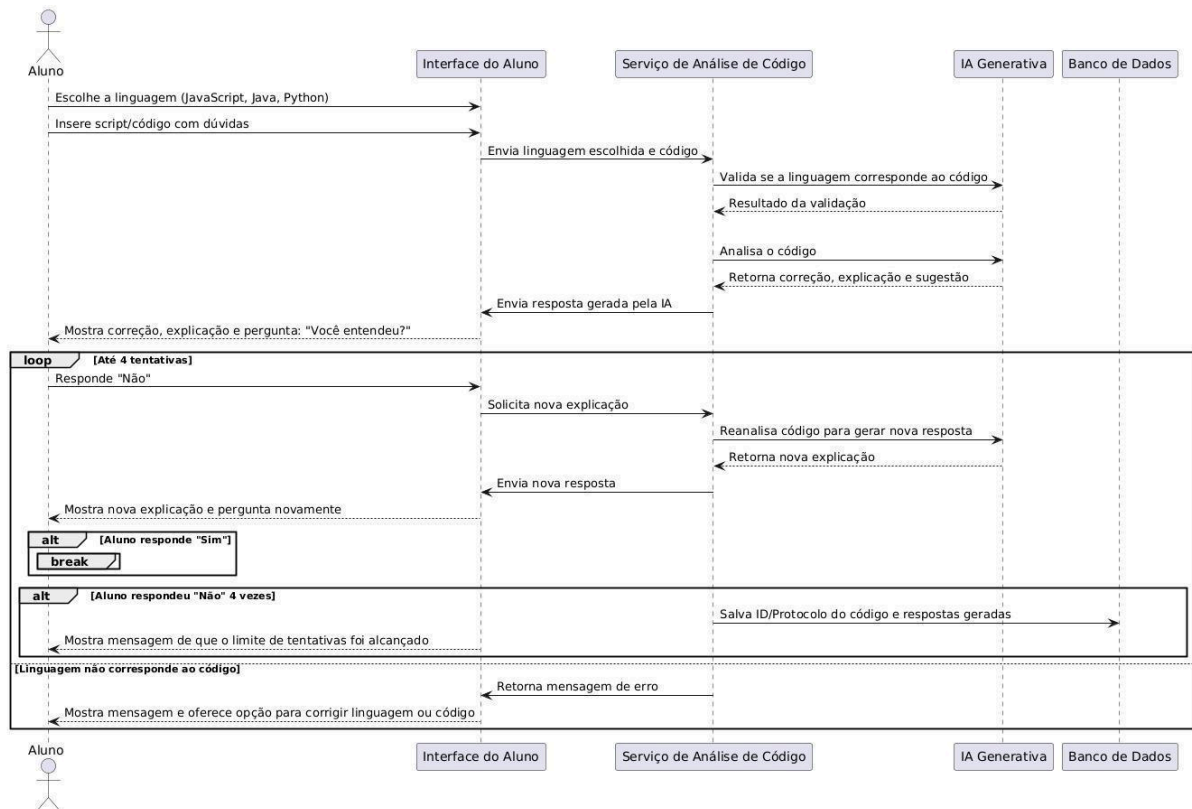 Aluno
Interface do Aluno
Serviço de Análise de Código
IA Generativa
Banco de Dados
Escolhe a linguagem (JavaScript, Java, Python)
Insere script/código com dúvidas
Envia linguagem escolhida e código
Valida se a linguagem corresponde ao código
Resultado da validação
Analisa o código
Retorna correção, explicação e sugestão
Envia resposta gerada pela IA
Mostra correção, explicação e pergunta: "Você entendeu?"
loop [Até 4 tentativas]
Responde "Não"
Solicita nova explicação
Reanalisa código para gerar nova resposta
Retorna nova explicação
Envia nova resposta
Mostra nova explicação e pergunta novamente
alt [Aluno responde "Sim"]
break
alt [Aluno respondeu "Não" 4 vezes]
Salva ID/Protocolo do código e respostas geradas
Mostra mensagem de que o limite de tentativas foi alcançado
[Linguagem não corresponde ao código]
Retorna mensagem de erro
Mostra mensagem e oferece opção para corrigir linguagem ou código
Aluno
Interface do Aluno
Serviço de Análise de Código
IA Generativa
Banco de Dados